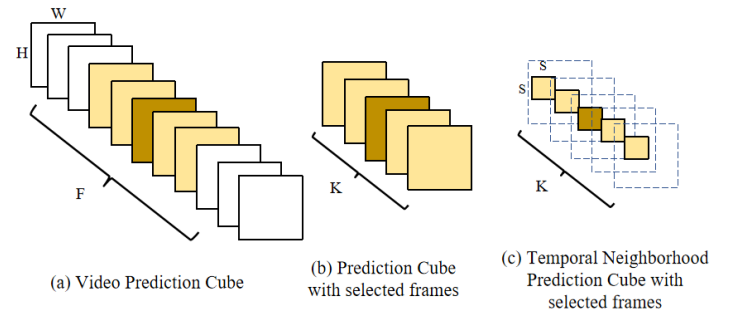 W
H
F
(a) Video Prediction Cube
K
(b) Prediction Cube
with selected frames
S
S
K
(c) Temporal Neighborhood
Prediction Cube with
selected frames